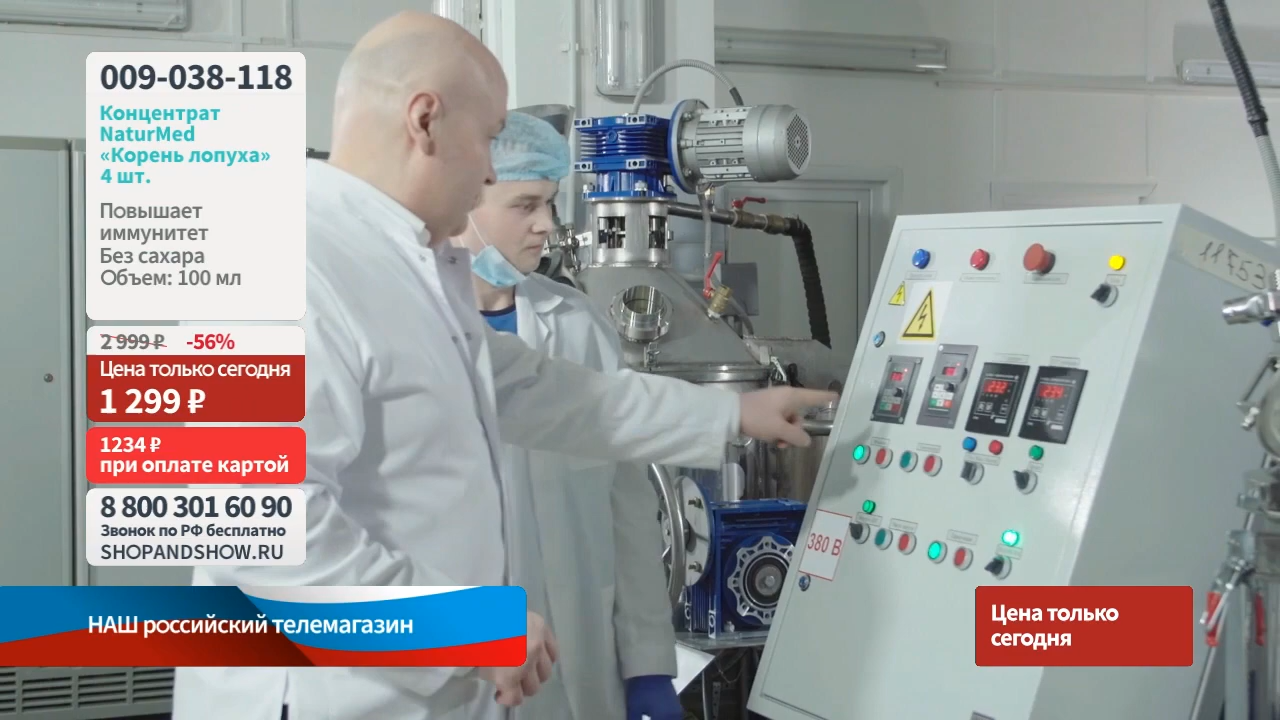 009-038-118
Концентрат
NaturMed
«Корень лопуха»
4 шт.
Повышает
иммунитет
Без сахара
Объем: 100 мл
2 999 ₽ -56%
Цена только сегодня
1 299 ₽
1234 ₽
при оплате картой
8 800 301 60 90
Звонок по РФ бесплатно
SHOPANDSHOW.RU
НАШ российский телемагазин
Цена только
сегодня
11753
380 В